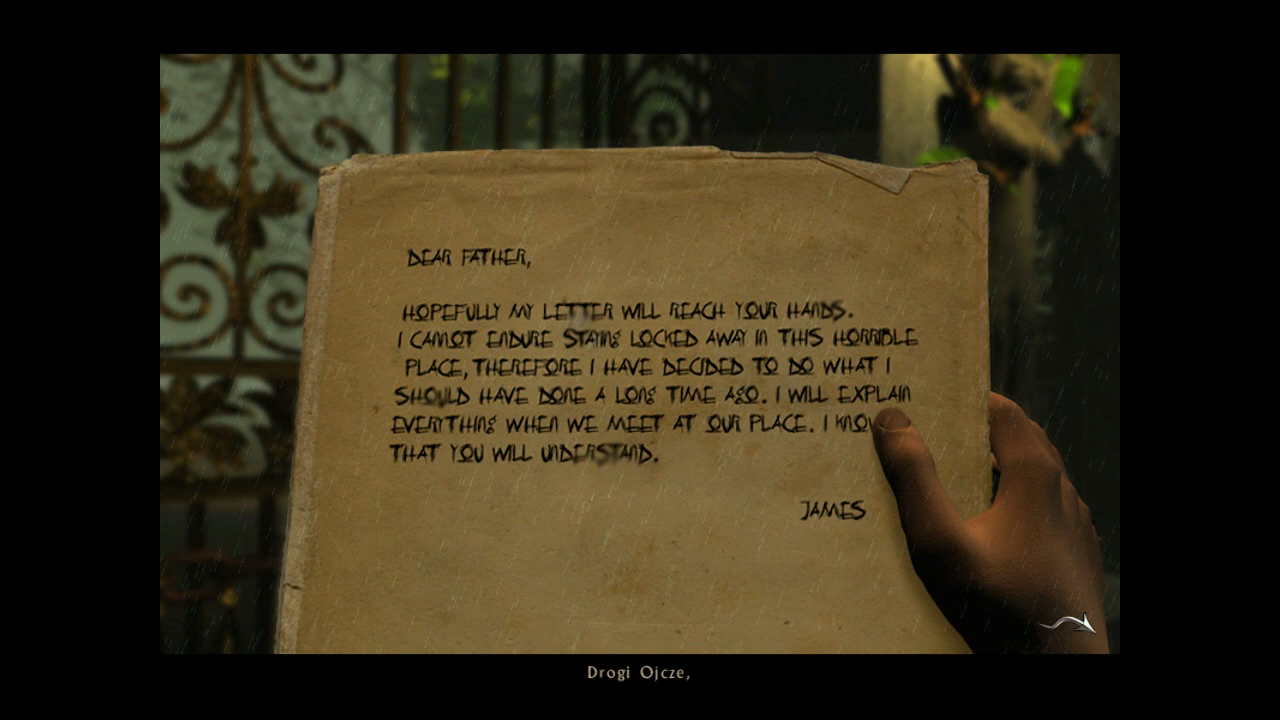 DEAR FATHER,
HOPEFULLY MY LETTER WILL REACH YOUR HANDS.
I CANNOT ENDURE STAYING LOCKED AWAY IN THIS HORRIBLE
PLACE, THEREFORE I HAVE DECIDED TO DO WHAT I
SHOULD HAVE DONE A LONG TIME AGO. I WILL EXPLAIN
EVERYTHING WHEN WE MEET AT OUR PLACE. I KNOW
THAT YOU WILL UNDERSTAND.
JAMES
Drogi Ojcze,